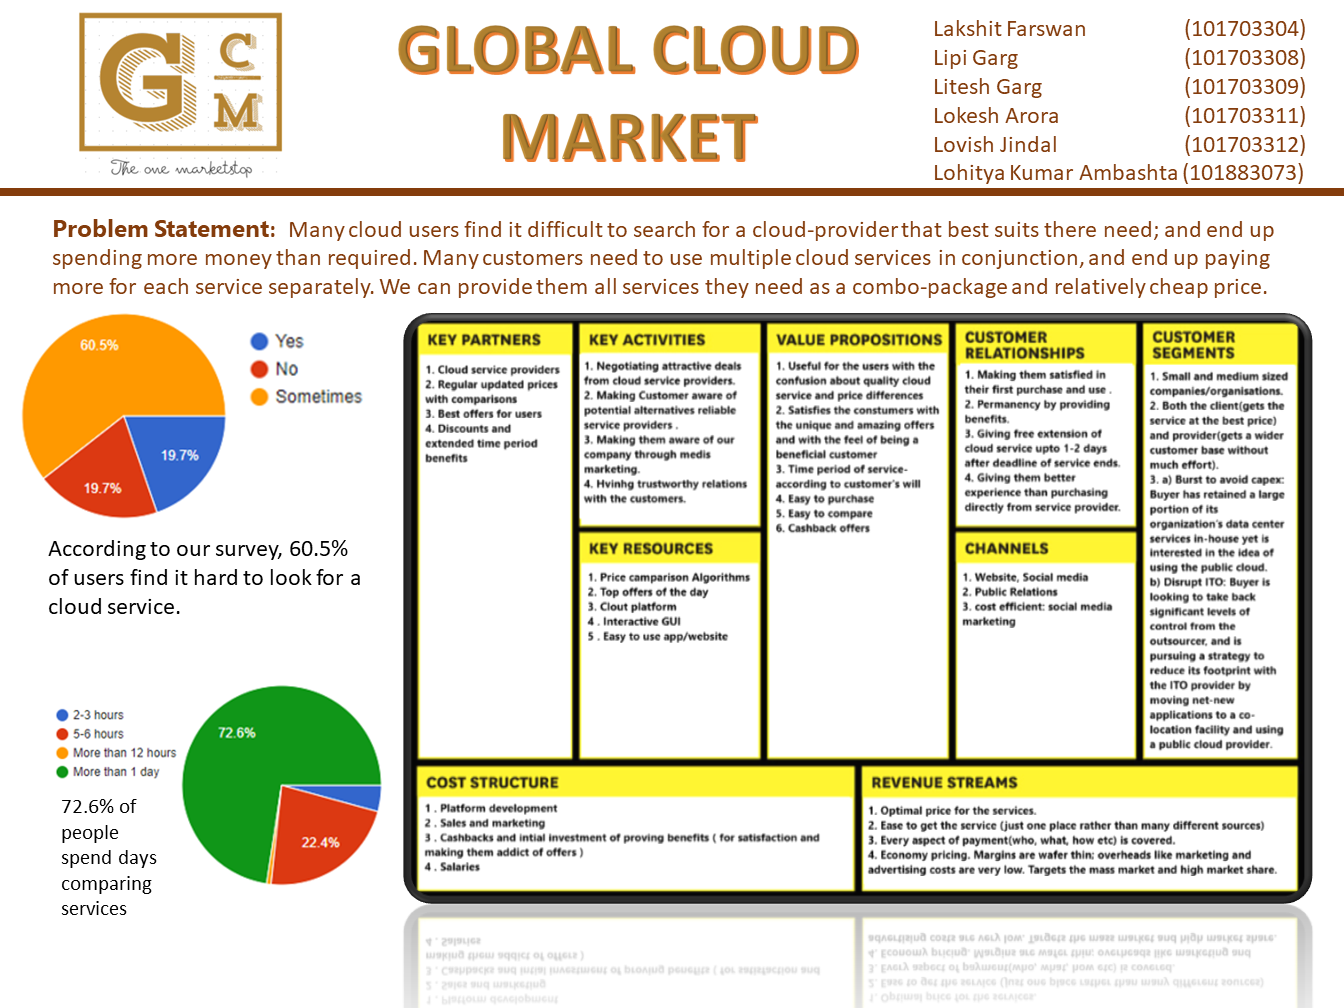 G
C
M
The one marketstop
GLOBAL CLOUD
MARKET
Lakshit Farswan (101703304)
Lipi Garg (101703308)
Litesh Garg (101703309)
Lokesh Arora (101703311)
Lovish Jindal (101703312)
Lohitya Kumar Ambashta (101883073)
Problem Statement: Many cloud users find it difficult to search for a cloud-provider that best suits there need; and end up
spending more money than required. Many customers need to use multiple cloud services in conjunction, and end up paying
more for each service separately. We can provide them all services they need as a combo-package and relatively cheap price.
60.5%
19.7%
19.7%
Yes
No
Sometimes
According to our survey, 60.5%
of users find it hard to look for a
cloud service.
2-3 hours
5-6 hours
More than 12 hours
More than 1 day
72.6%
22.4%
72.6% of
people
spend days
comparing
services
KEY PARTNERS
1. Cloud service providers
2. Regular updated prices
with comparisons
3. Best offers for users
4. Discounts and
extended time period
benefits
KEY ACTIVITIES
1. Negotiating attractive deals
from cloud service providers.
2. Making Customer aware of
potential alternatives reliable
service providers .
3. Making them aware of our
company through medis
marketing.
4. Hvinhg trustworthy relations
with the customers.
KEY RESOURCES
1. Price camparison Algorithms
2. Top offers of the day
3. Clout platform
4 . Interactive GUI
5 . Easy to use app/website
VALUE PROPOSITIONS
1. Useful for the users with the
confusion about quality cloud
service and price differences
2. Satisfies the constumers with
the unique and amazing offers
and with the feel of being a
beneficial customer
3. Time period of service-
according to customer's will
4. Easy to purchase
5. Easy to compare
6. Cashback offers
CUSTOMER
RELATIONSHIPS
1. Making them satisfied in
their first purchase and use .
2. Permanency by providing
benefits.
3. Giving free extension of
cloud service upto 1-2 days
after deadline of service ends.
4. Giving them better
experience than purchasing
directly from service provider.
CHANNELS
1. Website, Social media
2. Public Relations
3. cost efficient: social media
marketing
CUSTOMER
SEGMENTS
1. Small and medium sized
companies/organisations.
2. Both the client(gets the
service at the best price)
and provider(gets a wider
customer base without
much effort).
3. a) Burst to avoid capex:
Buyer has retained a large
portion of its
organization's data center
services in-house yet is
interested in the idea of
using the public cloud.
b) Disrupt ITO: Buyer is
looking to take back
significant levels of
control from the
outsourcer, and is
pursuing a strategy to
reduce its footprint with
the ITO provider by
moving net-new
applications to a co-
location facility and using
a public cloud provider.
COST STRUCTURE
1 . Platform development
2 . Sales and marketing
3 . Cashbacks and intial investment of proving benefits ( for satisfaction and
making them addict of offers )
4 . Salaries
REVENUE STREAMS
1. Optimal price for the services.
2. Ease to get the service (just one place rather than many different sources)
3. Every aspect of payment(who, what, how etc) is covered.
4. Economy pricing. Margins are wafer thin; overheads like marketing and
advertising costs are very low. Targets the mass market and high market share.